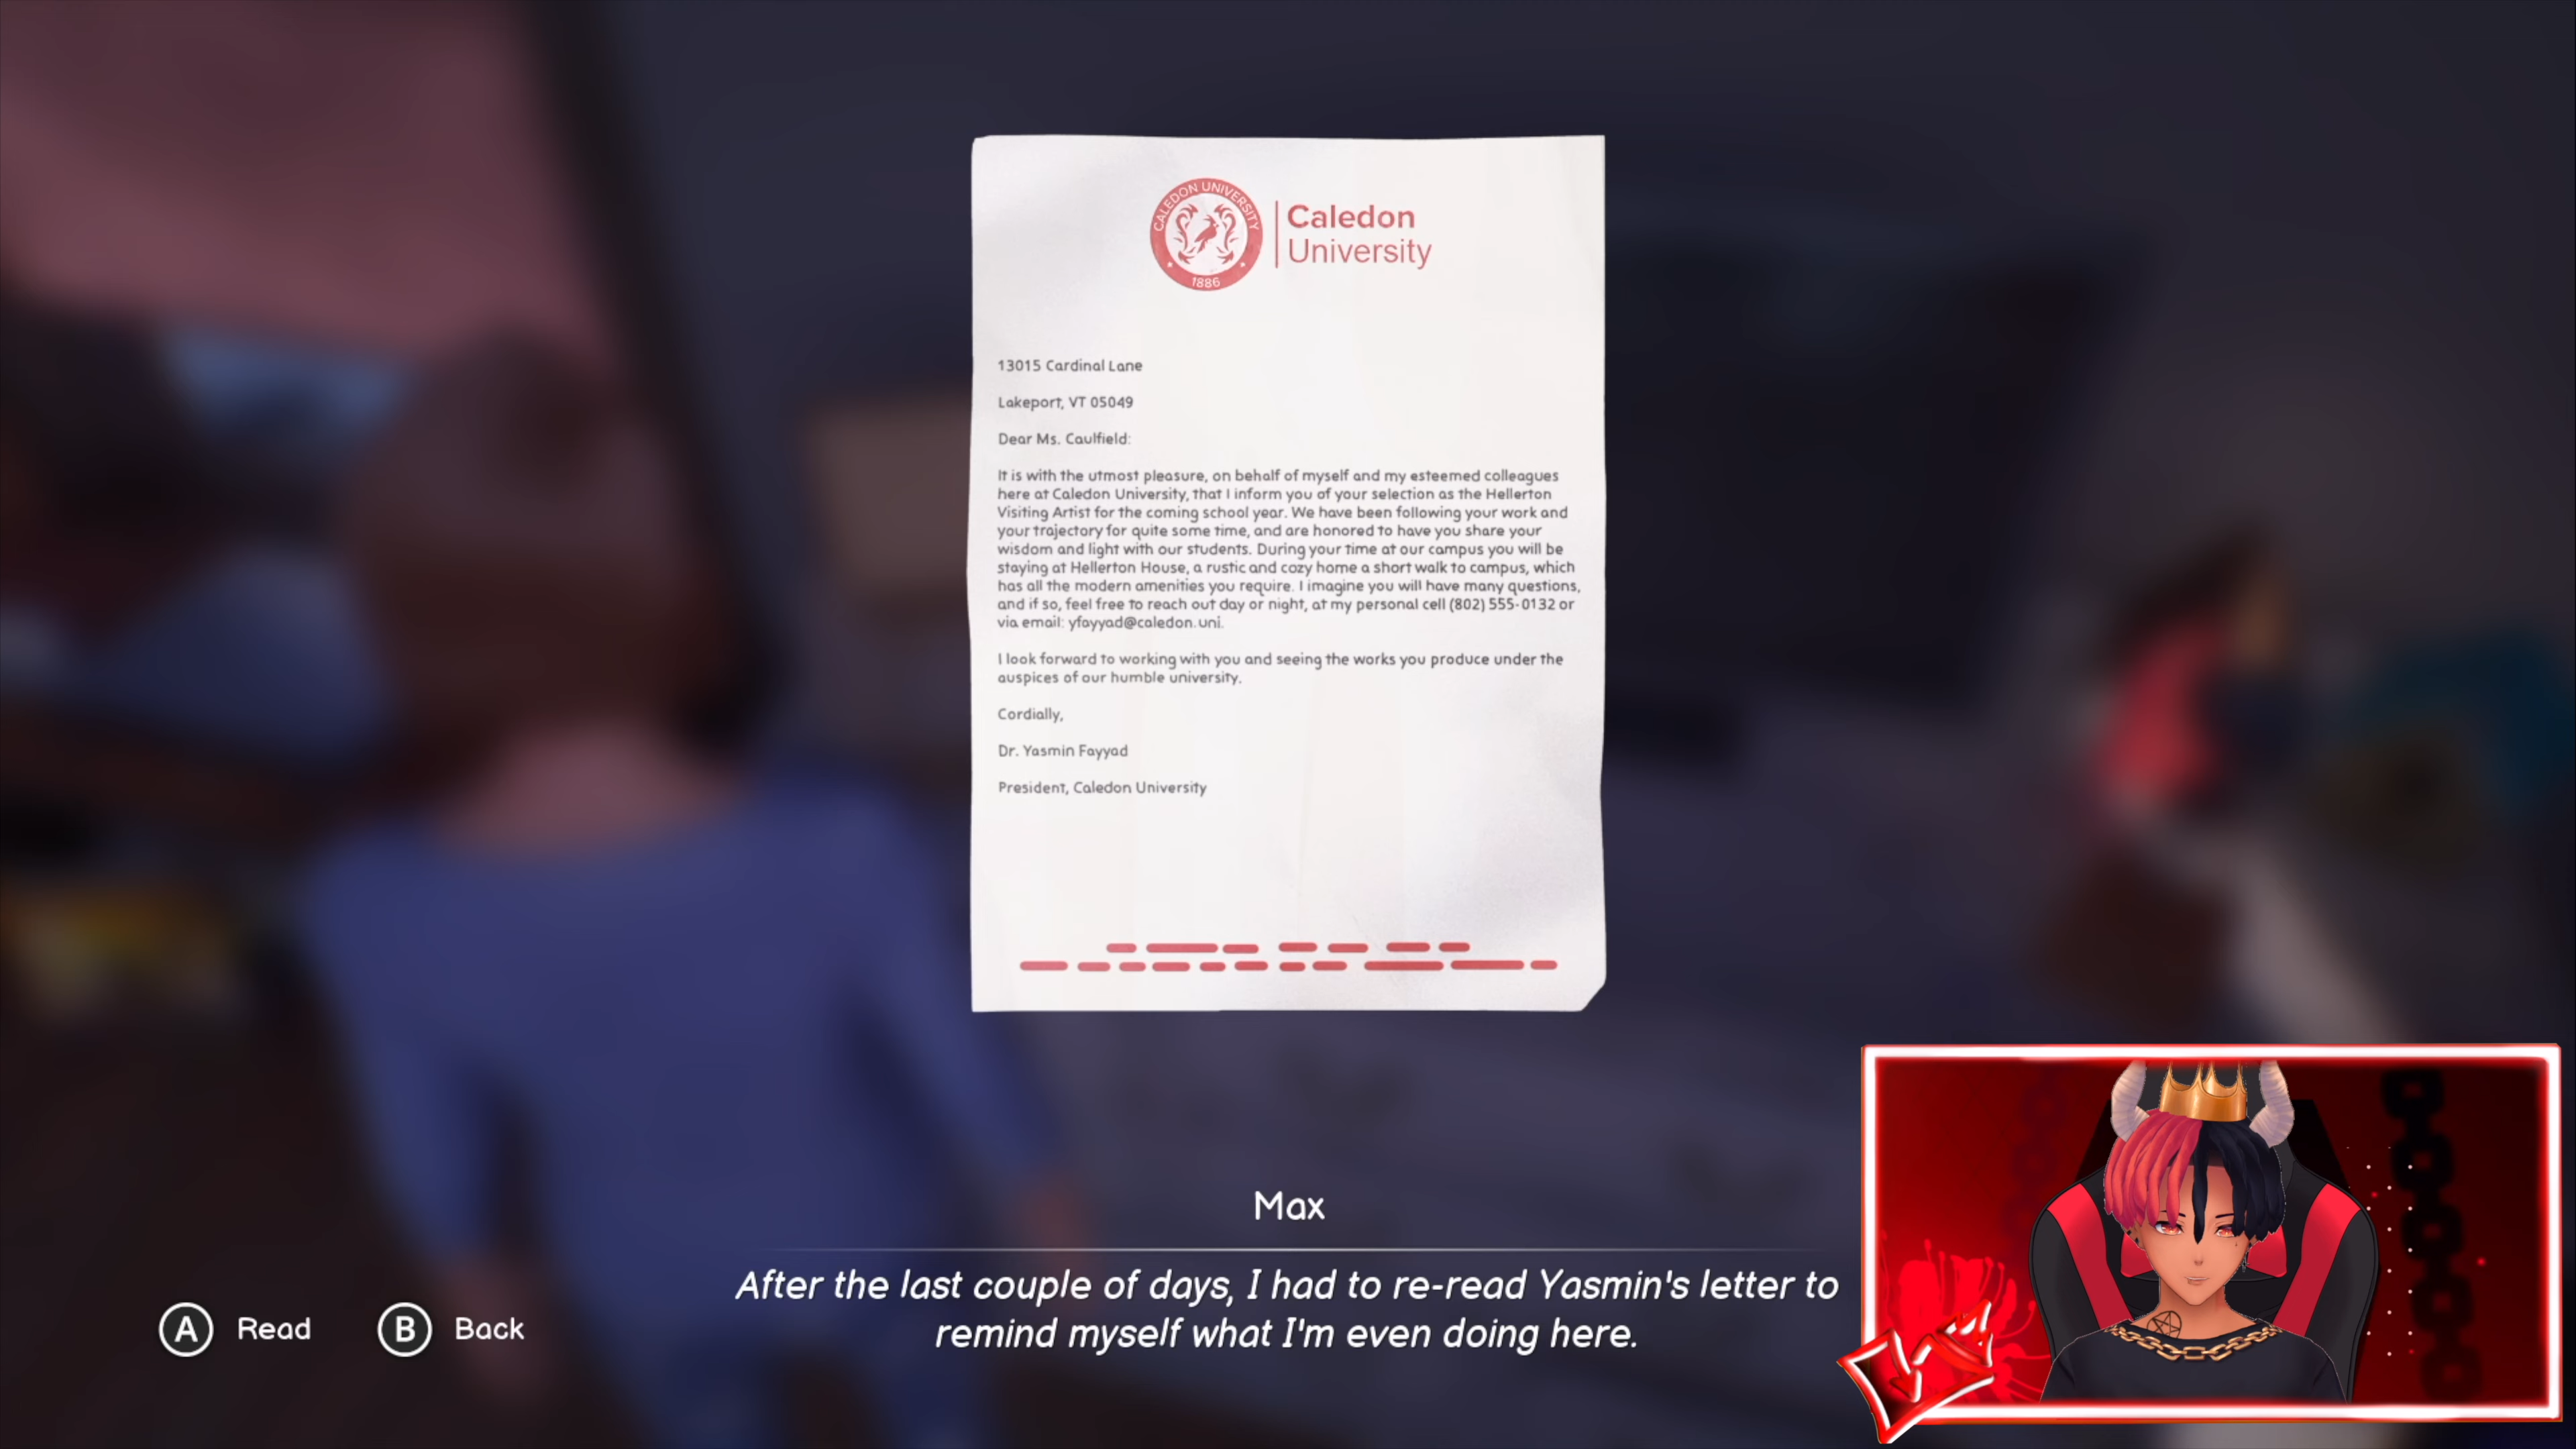 CALEDON UNIVERSITY
1886
Caledon
University
13015 Cardinal Lane
Lakeport, VT 05049
Dear Ms. Caulfield:
It is with the utmost pleasure, on behalf of myself and my esteemed colleagues
here at Caledon University, that I inform you of your selection as the Hellerton
Visiting Artist for the coming school year. We have been following your work and
your trajectory for quite some time, and are honored to have you share your
wisdom and light with our students. During your time at our campus you will be
staying at Hellerton House, a rustic and cozy home a short walk to campus, which
has all the modern amenities you require. I imagine you will have many questions,
and if so, feel free to reach out day or night, at my personal cell (802) 555-0132 or
via email: yfayyad@caledon.uni.
I look forward to working with you and seeing the works you produce under the
auspices of our humble university.
Cordially,
Dr. Yasmin Fayyad
President, Caledon University
Max
After the last couple of days, I had to re-read Yasmin's letter to
remind myself what I'm even doing here.
A Read B Back